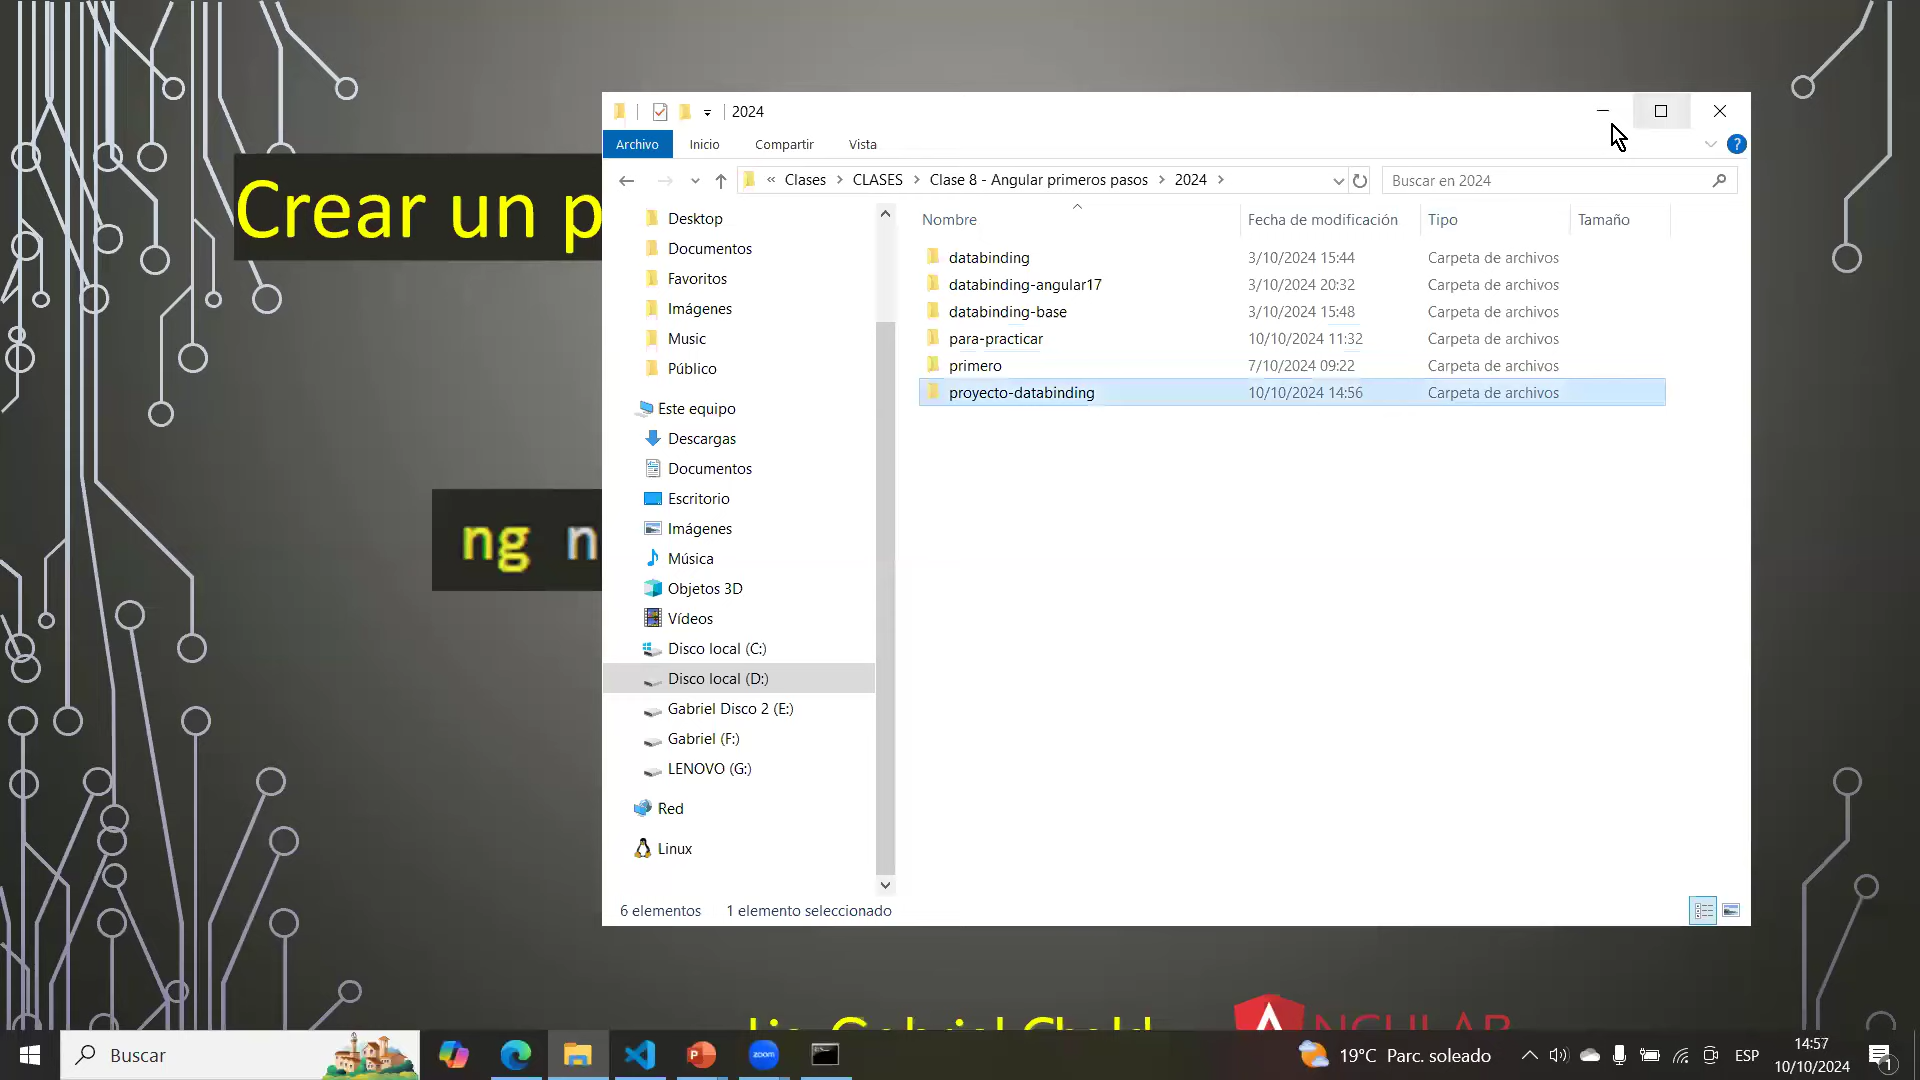 Crear un p
ng n
2024
Archivo
Inicio
Compartir
Vista
?
«
Clases
CLASES
Clase 8 - Angular primeros pasos
2024
Buscar en 2024
Desktop
Documentos
Favoritos
Imágenes
Music
Público
Este equipo
Descargas
Documentos
Escritorio
Imágenes
Música
Objetos 3D
Vídeos
Disco local (C:)
Disco local (D:)
Gabriel Disco 2 (E:)
Gabriel (F:)
LENOVO (G:)
Red
Linux
Nombre Fecha de modificación Tipo Tamaño
databinding 3/10/2024 15:44 Carpeta de archivos
databinding-angular17 3/10/2024 20:32 Carpeta de archivos
databinding-base 3/10/2024 15:48 Carpeta de archivos
para-practicar 10/10/2024 11:32 Carpeta de archivos
primero 7/10/2024 09:22 Carpeta de archivos
proyecto-databinding 10/10/2024 14:56 Carpeta de archivos
6 elementos 1 elemento seleccionado
Lic. Gabriel
ANGULAR
Buscar
zoom
19°C Parc. soleado
ESP
14:57
10/10/2024
1